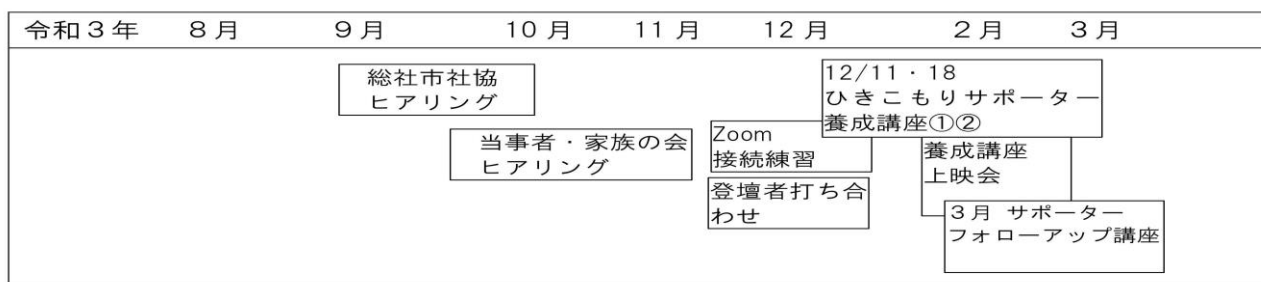 令和３年 ８月 ９月 10月 11月 12月 ２月 ３月
総社市社協
ヒアリング
当事者・家族の会
ヒアリング
Zoom
接続練習
登壇者打ち合
わせ
12/11・18
ひきこもりサポーター
養成講座①②
養成講座
上映会
３月 サポーター
フォローアップ講座